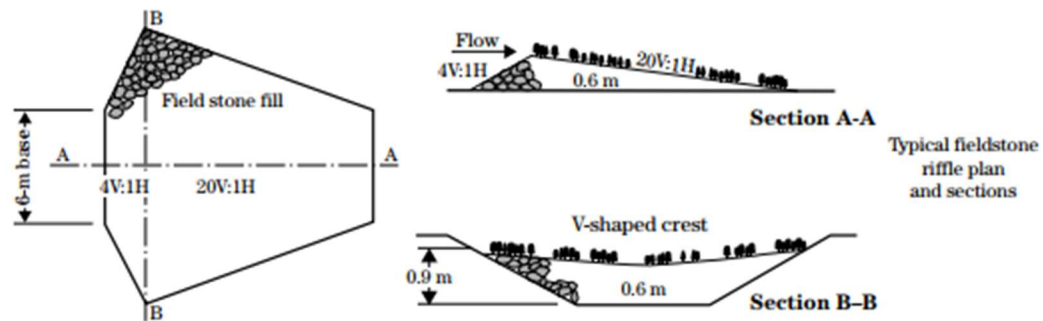 B
Field stone fill
6-m base
A
A
4V:1H
20V:1H
B
Flow
4V:1H
20V:1H
0.6 m
Section A-A
V-shaped crest
0.9 m
0.6 m
Section B–B
Typical fieldstone
riffle plan
and sections